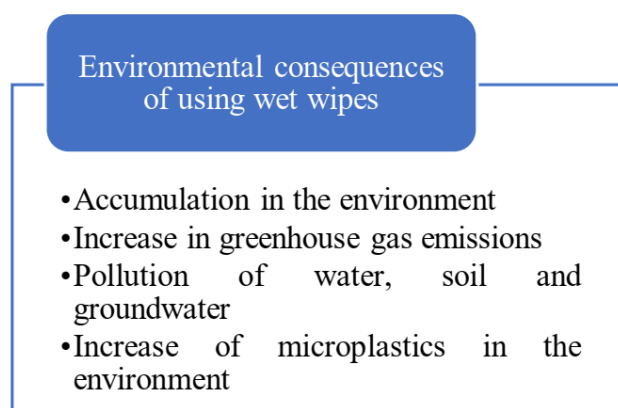 Environmental consequences
of using wet wipes
•Accumulation in the environment
•Increase in greenhouse gas emissions
•Pollution of water, soil and
groundwater
•Increase of microplastics in the
environment